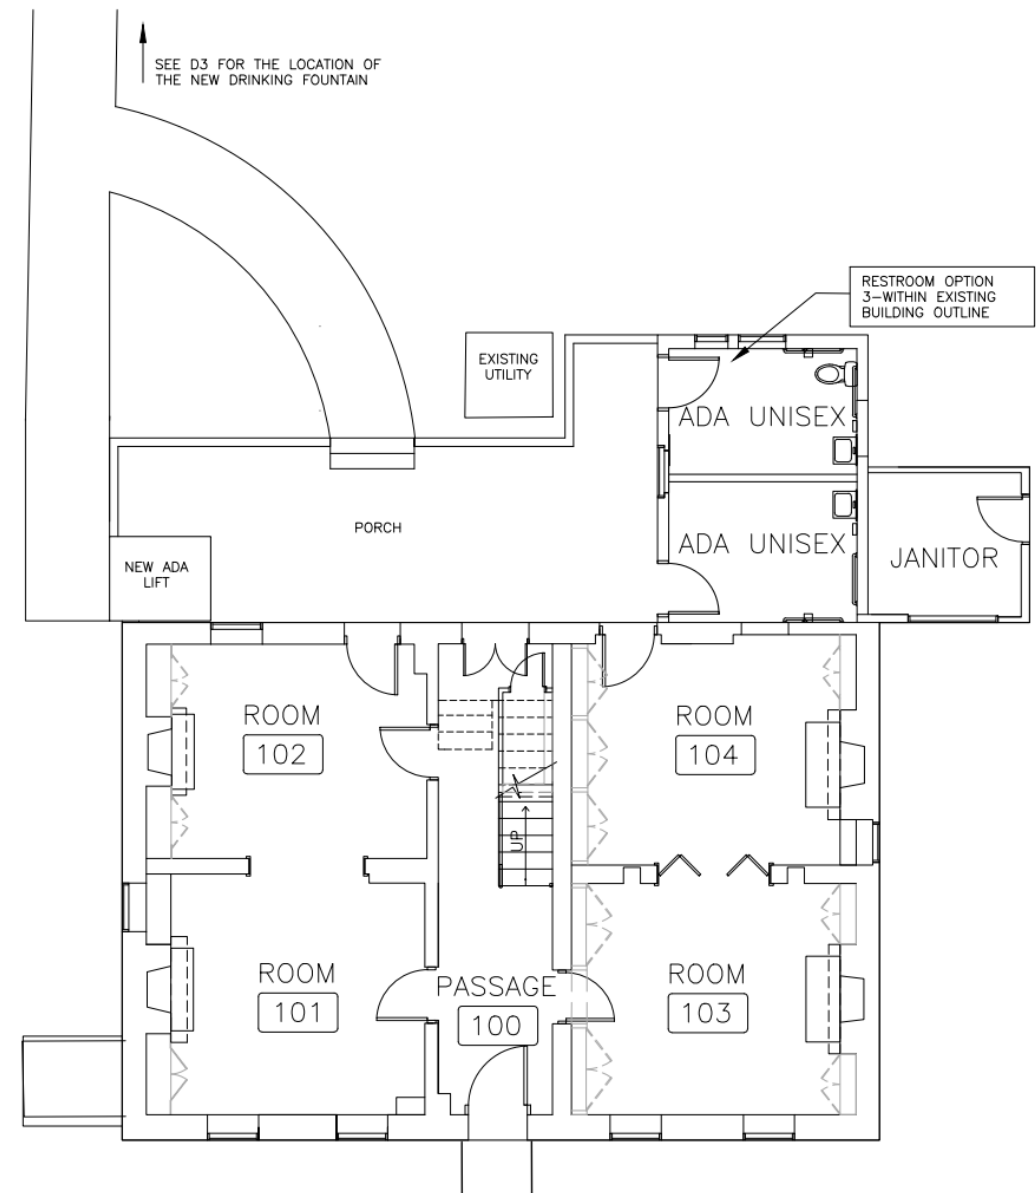 SEE D3 FOR THE LOCATION OF
THE NEW DRINKING FOUNTAIN
RESTROOM OPTION
3-WITHIN EXISTING
BUILDING OUTLINE
EXISTING
UTILITY
ADA UNISEX
PORCH
ADA UNISEX
JANITOR
NEW ADA
LIFT
ROOM
102
ROOM
104
UP
ROOM
101
PASSAGE
100
ROOM
103